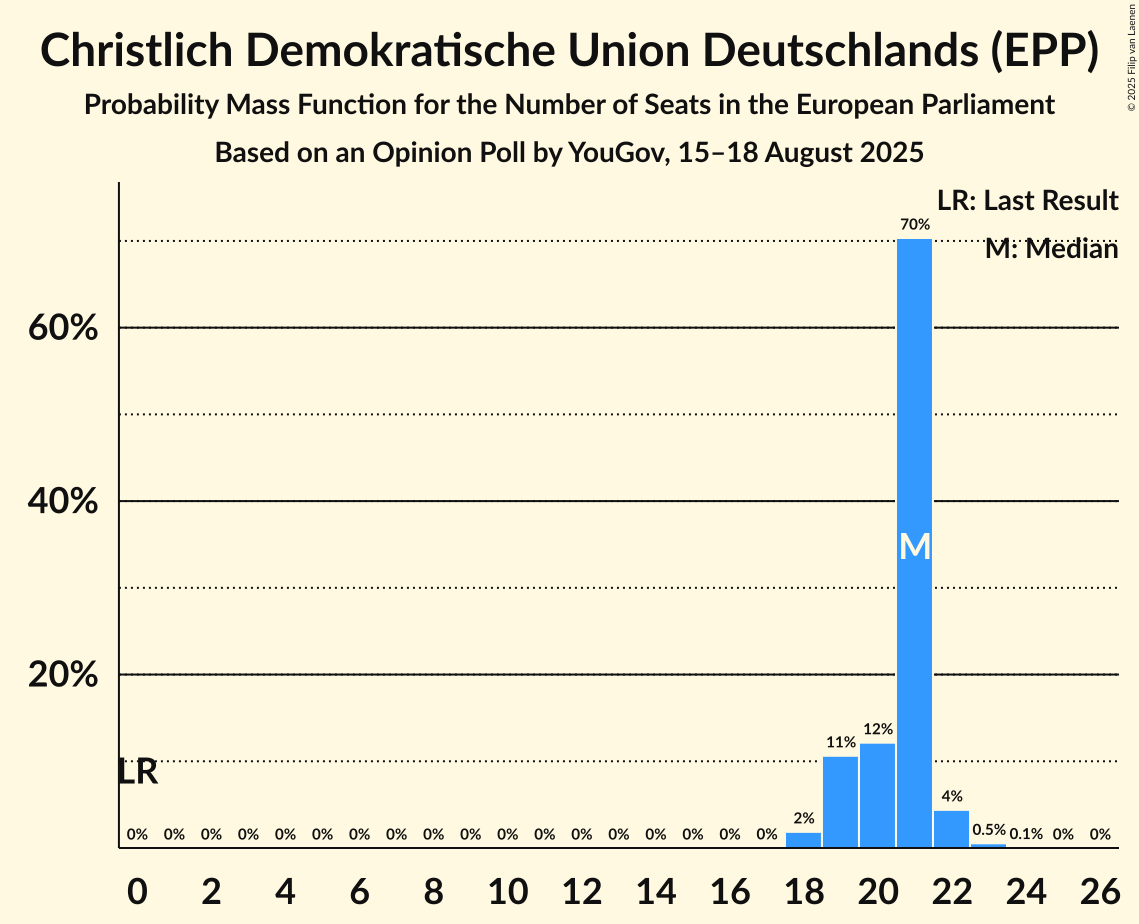 Christlich Demokratische Union Deutschlands (EPP)
Probability Mass Function for the Number of Seats in the European Parliament
Based on an Opinion Poll by YouGov, 15–18 August 2025
© 2025 Filip van Laenen
LR: Last Result
M: Median
70%
60%
40%
M
20%
12%
11%
LR
4%
2%
0% 0% 0% 0% 0% 0% 0% 0% 0% 0% 0% 0% 0% 0% 0% 0% 0% 0% 0.5% 0.1% 0% 0%
0 2 4 6 8 10 12 14 16 18 20 22 24 26